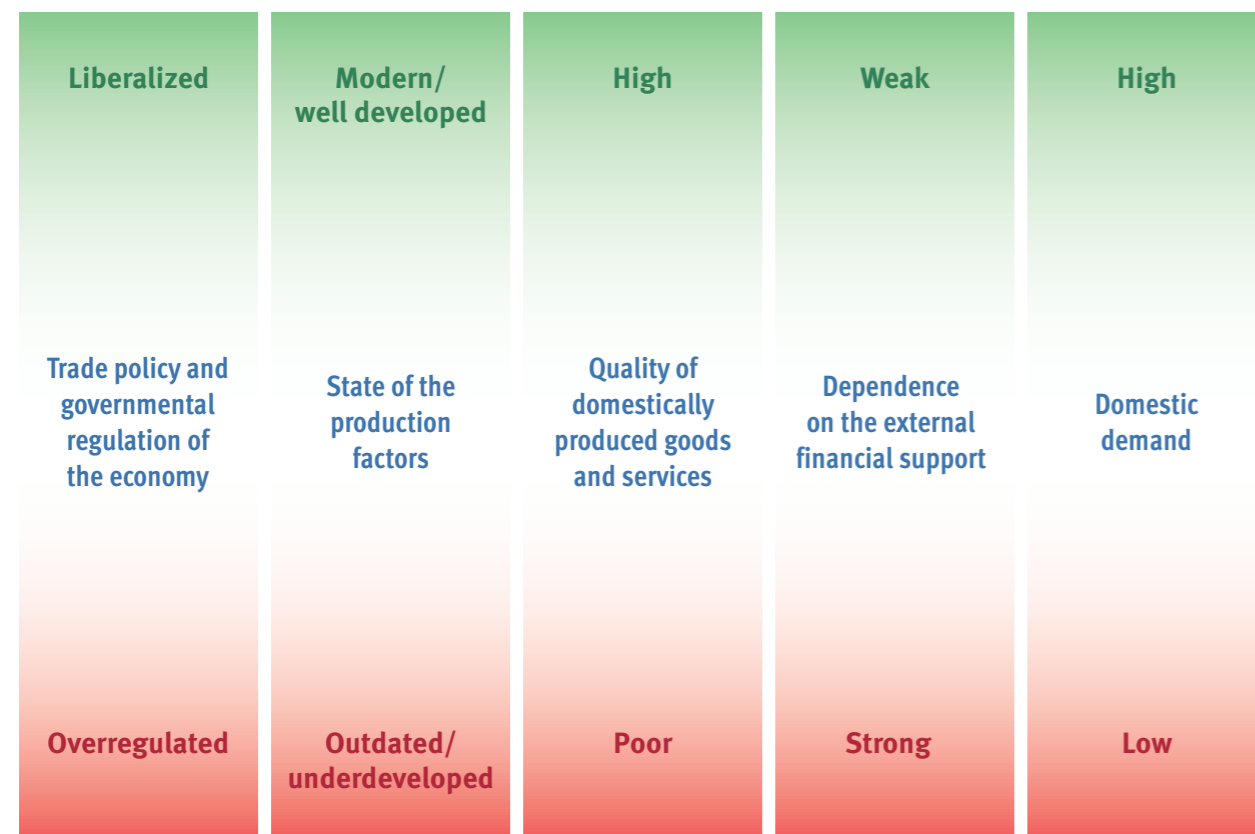 Liberalized
Modern/
well developed
High
Weak
High
Trade policy and
governmental
regulation of
the economy
State of the
production
factors
Quality of
domestically
produced goods
and services
Dependence
on the external
financial support
Domestic
demand
Overregulated
Outdated/
underdeveloped
Poor
Strong
Low